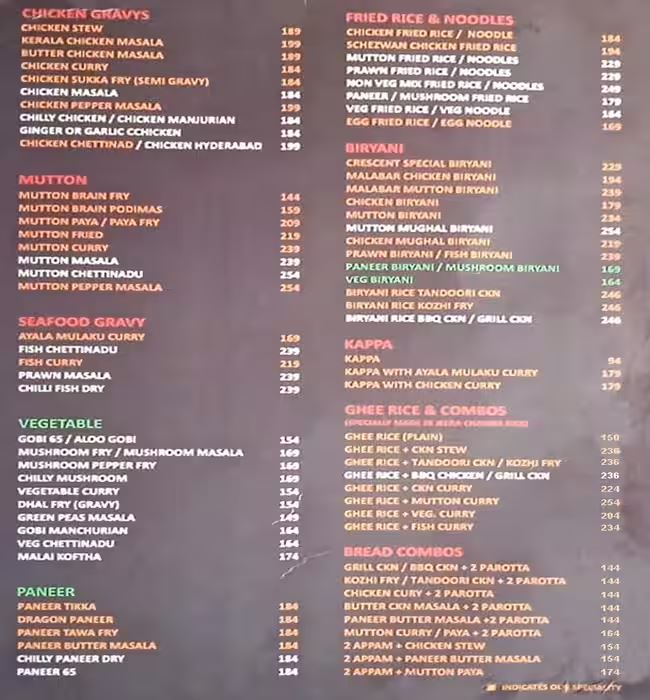 CHICKEN GRAVYS
CHICKEN STEW 189
KERALA CHICKEN MASALA 199
BUTTER CHICKEN MASALA 189
CHICKEN CURRY 184
CHICKEN SUKKA FRY (SEMI GRAVY) 184
CHICKEN MASALA 184
CHICKEN PEPPER MASALA 199
CHILLY CHICKEN / CHICKEN MANJURIAN 184
GINGER OR GARLIC CCHICKEN 184
CHICKEN CHETTINAD / CHICKEN HYDERABAD 199
MUTTON
MUTTON BRAIN FRY 144
MUTTON BRAIN PODIMAS 159
MUTTON PAYA / PAYA FRY 209
MUTTON FRIED 219
MUTTON CURRY 239
MUTTON MASALA 239
MUTTON CHETTINADU 254
MUTTON PEPPER MASALA 254
SEAFOOD GRAVY
AYALA MULAKU CURRY 169
FISH CHETTINADU 239
FISH CURRY 219
PRAWN MASALA 239
CHILLI FISH DRY 239
VEGETABLE
GOBI 65 / ALOO GOBI 154
MUSHROOM FRY / MUSHROOM MASALA 169
MUSHROOM PEPPER FRY 169
CHILLY MUSHROOM 169
VEGETABLE CURRY 154
DHAL FRY (GRAVY) 154
GREEN PEAS MASALA 149
GOBI MANCHURIAN 164
VEG CHETTINADU 164
MALAI KOFTHA 174
PANEER
PANEER TIKKA 184
DRAGON PANEER 184
PANEER TAWA FRY 184
PANEER BUTTER MASALA 184
CHILLY PANEER DRY 184
PANEER 65 184
FRIED RICE & NOODLES
CHICKEN FRIED RICE / NOODLE 184
SCHEZWAN CHICKEN FRIED RICE 194
MUTTON FRIED RICE / NOODLES 229
PRAWN FRIED RICE / NOODLES 229
NON VEG MIX FRIED RICE / NOODLES 249
PANEER / MUSHROOM FRIED RICE 179
VEG FRIED RICE / VEG NOODLE 164
EGG FRIED RICE / EGG NOODLE 169
BIRYANI
CRESCENT SPECIAL BIRYANI 229
MALABAR CHICKEN BIRYANI 194
MALABAR MUTTON BIRYANI 239
CHICKEN BIRYANI 179
MUTTON BIRYANI 234
MUTTON MUGHAL BIRYANI 254
CHICKEN MUGHAL BIRYANI 219
PRAWN BIRYANI / FISH BIRYANI 239
PANEER BIRYANI / MUSHROOM BIRYANI 169
VEG BIRYANI 164
BIRYANI RICE TANDOORI CKN 246
BIRYANI RICE KOZHI FRY 246
BIRYANI RICE BBQ CKN / GRILL CKN 246
KAPPA
KAPPA 94
KAPPA WITH AYALA MULAKU CURRY 179
KAPPA WITH CHICKEN CURRY 179
GHEE RICE & COMBOS
(SPECIALLY MADE IN JEERA CHAMBA RICE)
GHEE RICE (PLAIN) 150
GHEE RICE + CKN STEW 236
GHEE RICE + TANDOORI CKN / KOZHI FRY 236
GHEE RICE + BBQ CHICKEN / GRILL CKN 236
GHEE RICE + CKN CURRY 224
GHEE RICE + MUTTON CURRY 254
GHEE RICE + VEG. CURRY 204
GHEE RICE + FISH CURRY 234
BREAD COMBOS
GRILL CKN / BBQ CKN + 2 PAROTTA 144
KOZHI FRY / TANDOORI CKN + 2 PAROTTA 144
CHICKEN CURY + 2 PAROTTA 144
BUTTER CKN MASALA + 2 PAROTTA 144
PANEER BUTTER MASALA +2 PAROTTA 144
MUTTON CURRY / PAYA + 2 PAROTTA 164
2 APPAM + CHICKEN STEW 154
2 APPAM + PANEER BUTTER MASALA 154
2 APPAM + MUTTON PAYA 174
INDICATES OUR SPECIALITY